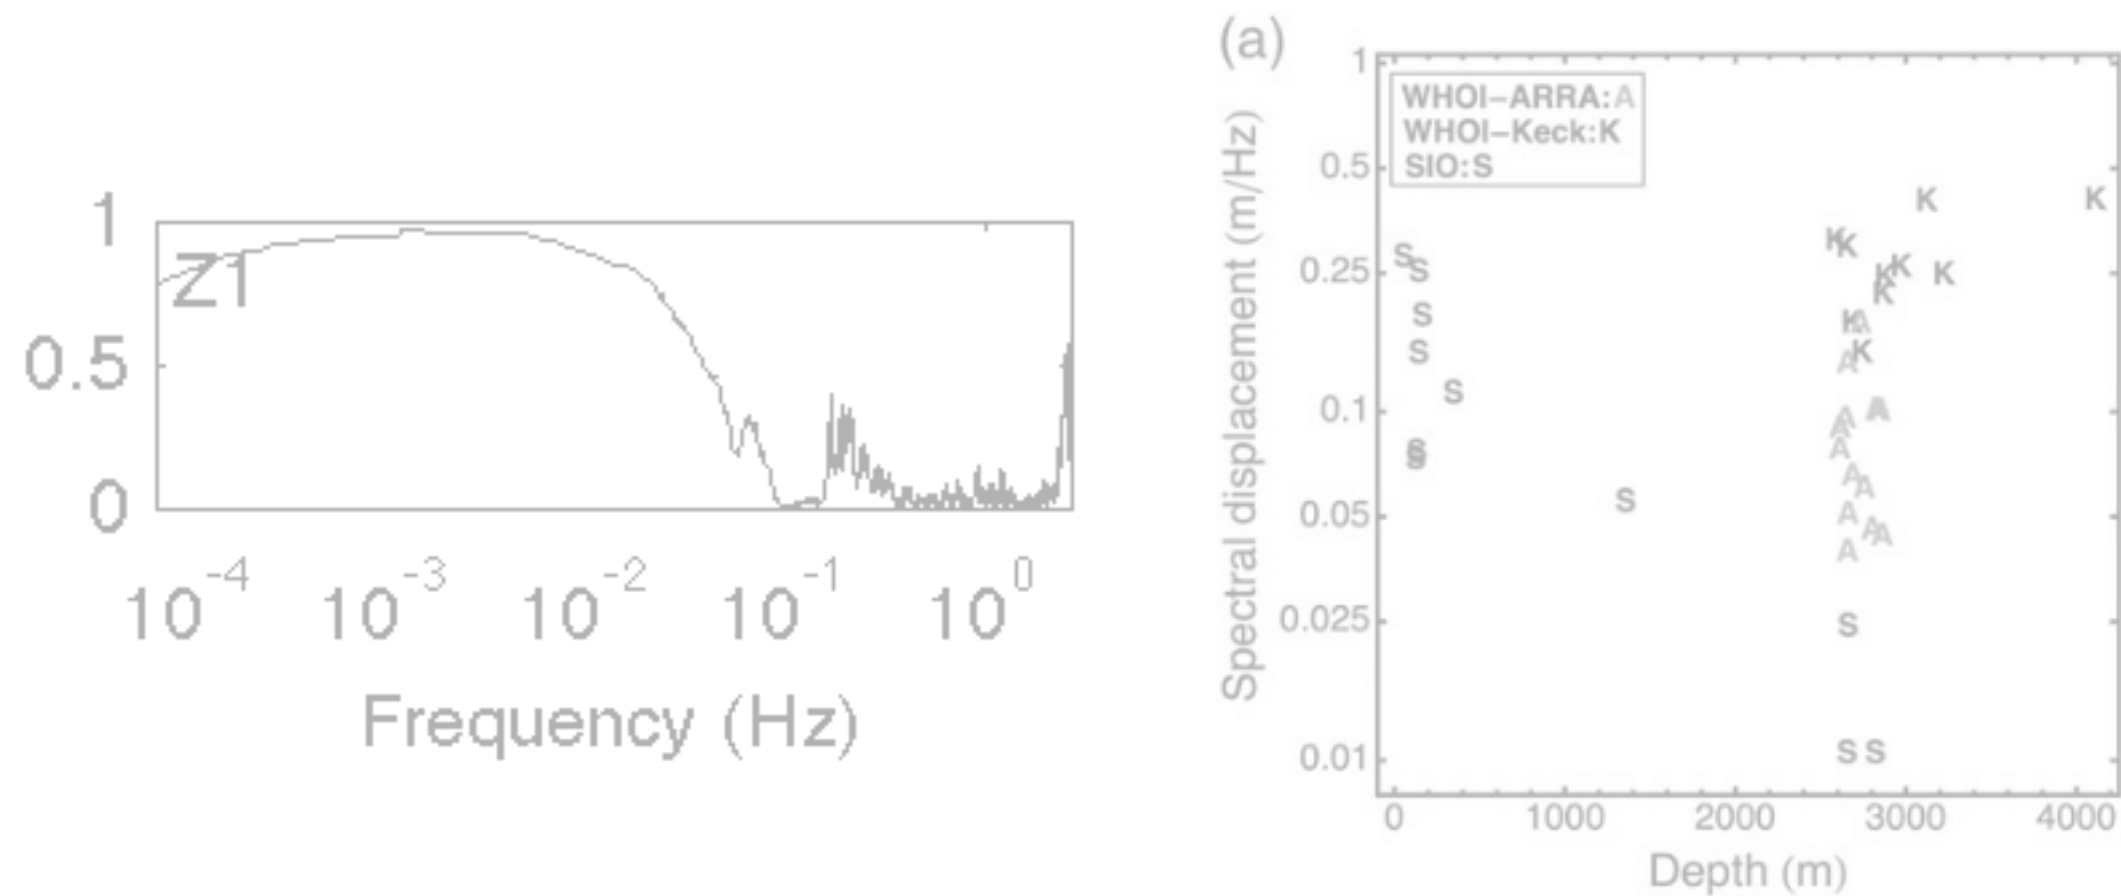 1
Z1
0.5
0
10^-4 10^-3 10^-2 10^-1 10^0
Frequency (Hz)
(a)
Spectral displacement (m/Hz)
1
WHOI–ARRA:A
WHOI–Keck:K
SIO:S
0.5
K K
K K
S
0.25 S K K K
K
S K A
S A K
S 0.1 A A A
A
S S A
A A
0.05 S A A A
A
0.025 S
0.01 S S
0 1000 2000 3000 4000
Depth (m)